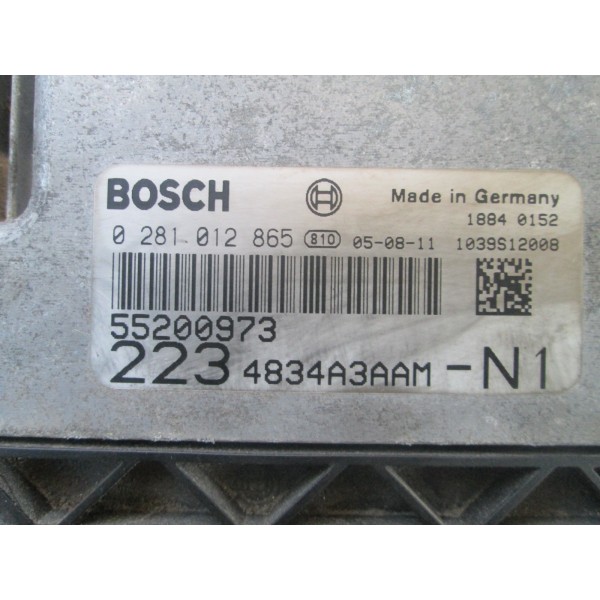 BOSCH Made in Germany
1884 0152
0 281 012 865 810 05-08-11 1039S12008
55200973
223 4834A3AAM -N1